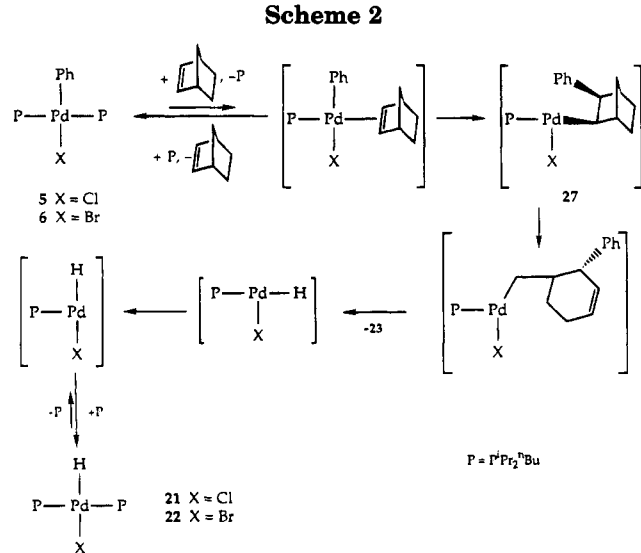 Scheme 2
Ph
P—Pd—P
X
5 X = Cl
6 X = Br
+ , -P
+ P, -
Ph
P—Pd
X
Ph
P—Pd
X
27
Ph
P—Pd
X
-23
P—Pd—H
X
H
P—Pd
X
-P +P
H
P—Pd—P
X
21 X = Cl
22 X = Br
P = PⁱPr₂ⁿBu